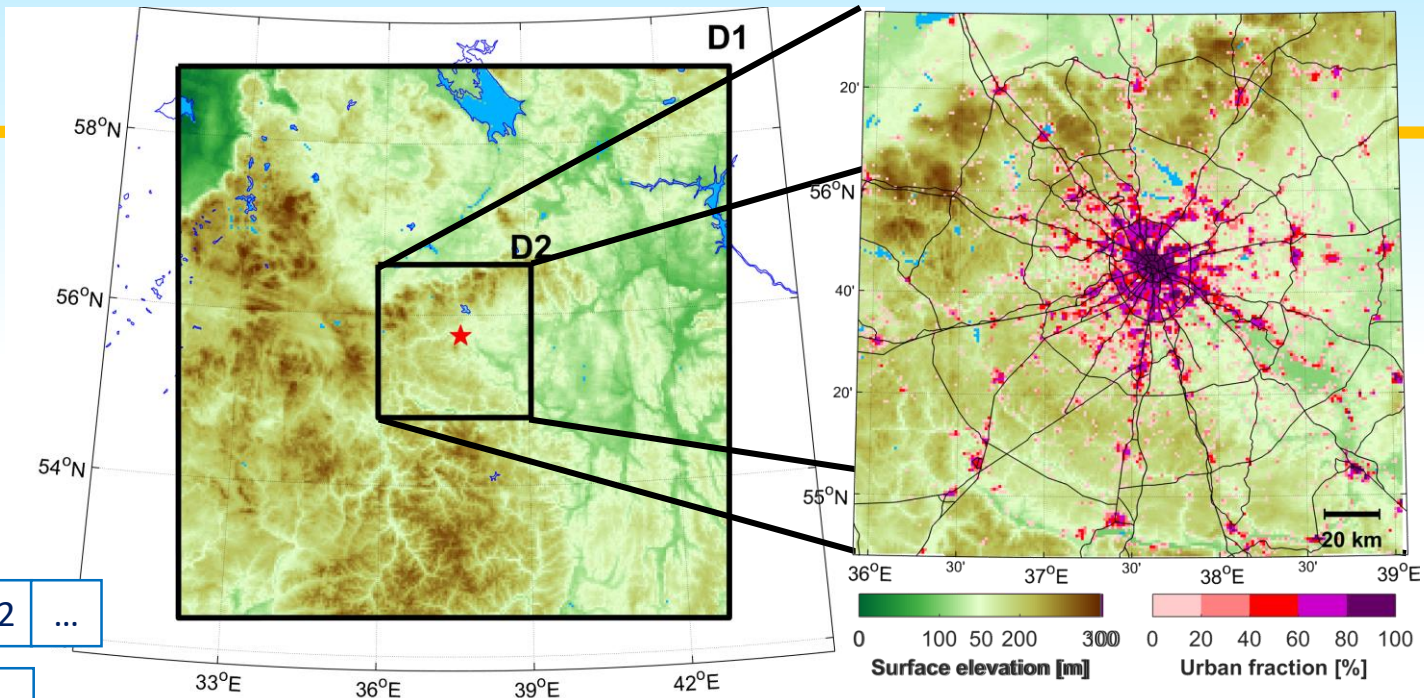 D1
D2
58°N
56°N
54°N
33°E
36°E
39°E
42°E
2 ...
20'
56°N
40'
20'
55°N
20 km
36°E 30' 37°E 30' 38°E 30' 39°E
0 100 50 200 300
Surface elevation [m]
0 20 40 60 80 100
Urban fraction [%]